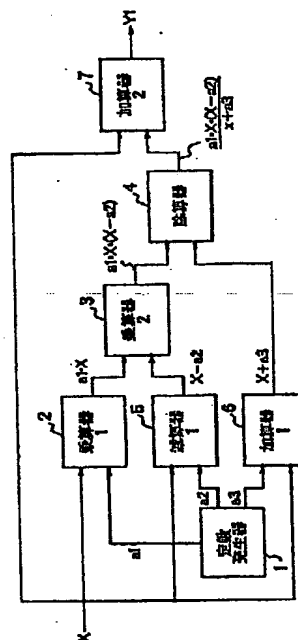 X
1
定数
発生器
a1
a2
a3
2
乗算器
1
5
減算器
1
6
加算器
1
a1•X
X−a2
X+a3
3
乗算器
2
a1•X•(X−a2)
4
除算器
a1•X•(X−a2)
X+a3
7
加算器
2
Y1